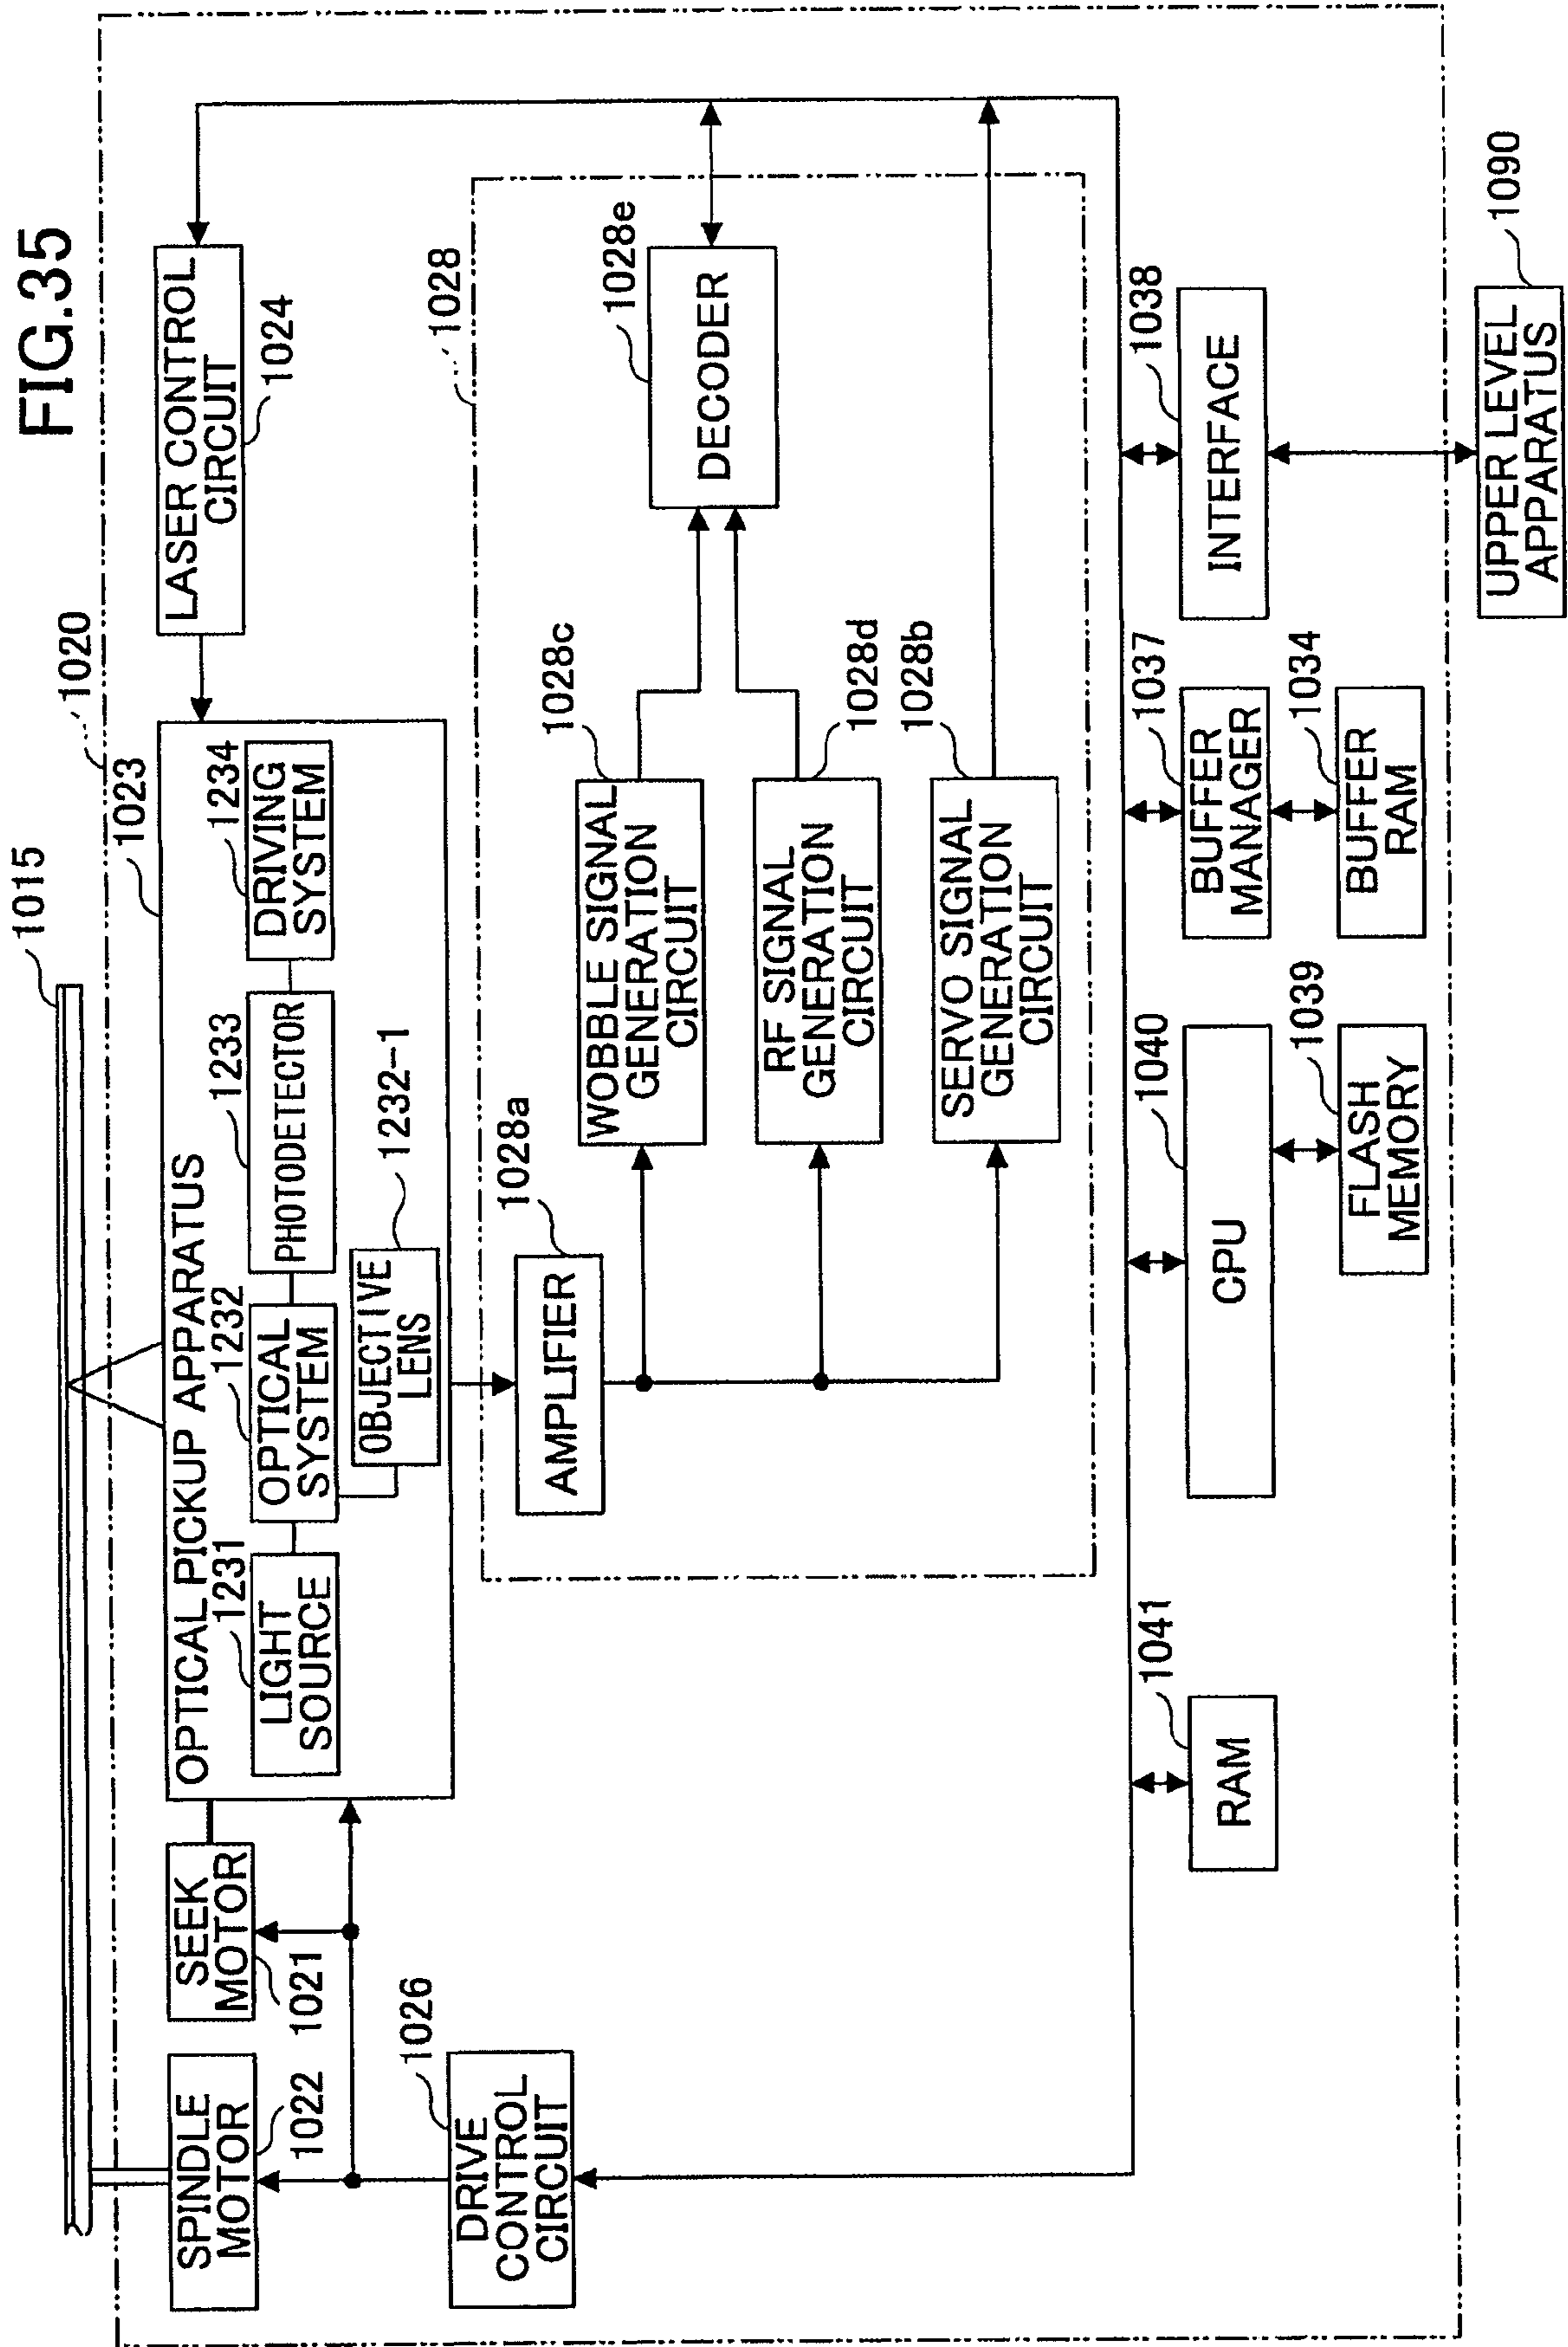 FIG.35
1015
1020
SPINDLE
MOTOR
1022
SEEK
MOTOR
1021
OPTICAL PICKUP APPARATUS
1023
LIGHT
SOURCE
1231
OPTICAL
SYSTEM
1232
PHOTODETECTOR
1233
DRIVING
SYSTEM
1234
OBJECTIVE
LENS
1232-1
LASER CONTROL
CIRCUIT
1024
DRIVE
CONTROL
CIRCUIT
1026
1028
AMPLIFIER
1028a
WOBBLE SIGNAL
GENERATION
CIRCUIT
1028c
RF SIGNAL
GENERATION
CIRCUIT
1028d
SERVO SIGNAL
GENERATION
CIRCUIT
1028b
DECODER
1028e
RAM
1041
CPU
1040
FLASH
MEMORY
1039
BUFFER
MANAGER
1037
BUFFER
RAM
1034
INTERFACE
1038
UPPER LEVEL
APPARATUS
1090